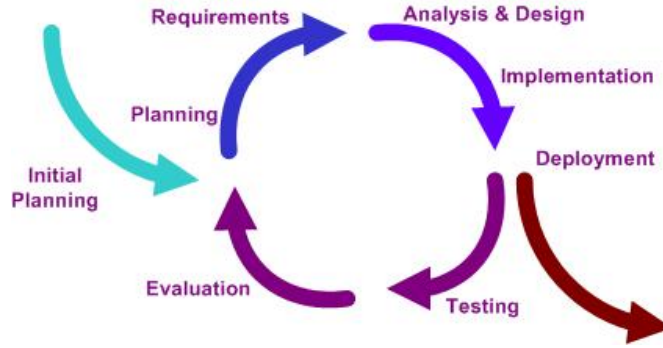 Requirements
Analysis & Design
Implementation
Planning
Deployment
Initial
Planning
Evaluation
Testing